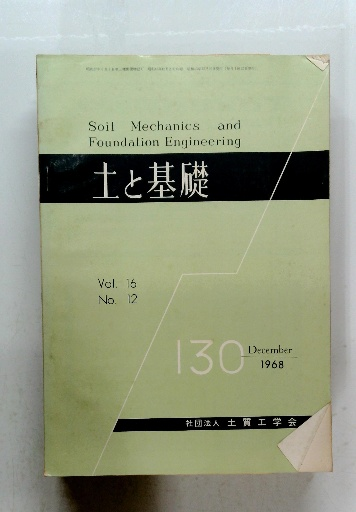 Soil Mechanics and
Foundation Engineering
土と基礎
Vol. 16
No. 12
130
December
1968
社団法人 土質工学会